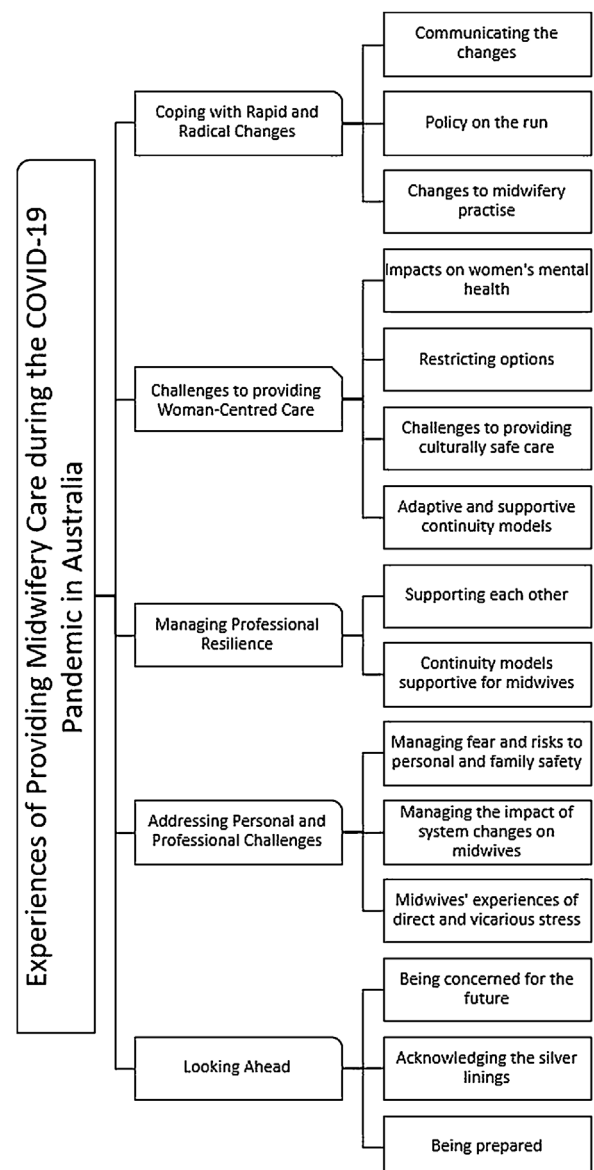 Experiences of Providing Midwifery Care during the COVID-19
Pandemic in Australia
Coping with Rapid and
Radical Changes
Communicating the
changes
Policy on the run
Changes to midwifery
practise
Challenges to providing
Woman-Centred Care
Impacts on women's mental
health
Restricting options
Challenges to providing
culturally safe care
Adaptive and supportive
continuity models
Managing Professional
Resilience
Supporting each other
Continuity models
supportive for midwives
Addressing Personal and
Professional Challenges
Managing fear and risks to
personal and family safety
Managing the impact of
system changes on
midwives
Midwives' experiences of
direct and vicarious stress
Looking Ahead
Being concerned for the
future
Acknowledging the silver
linings
Being prepared